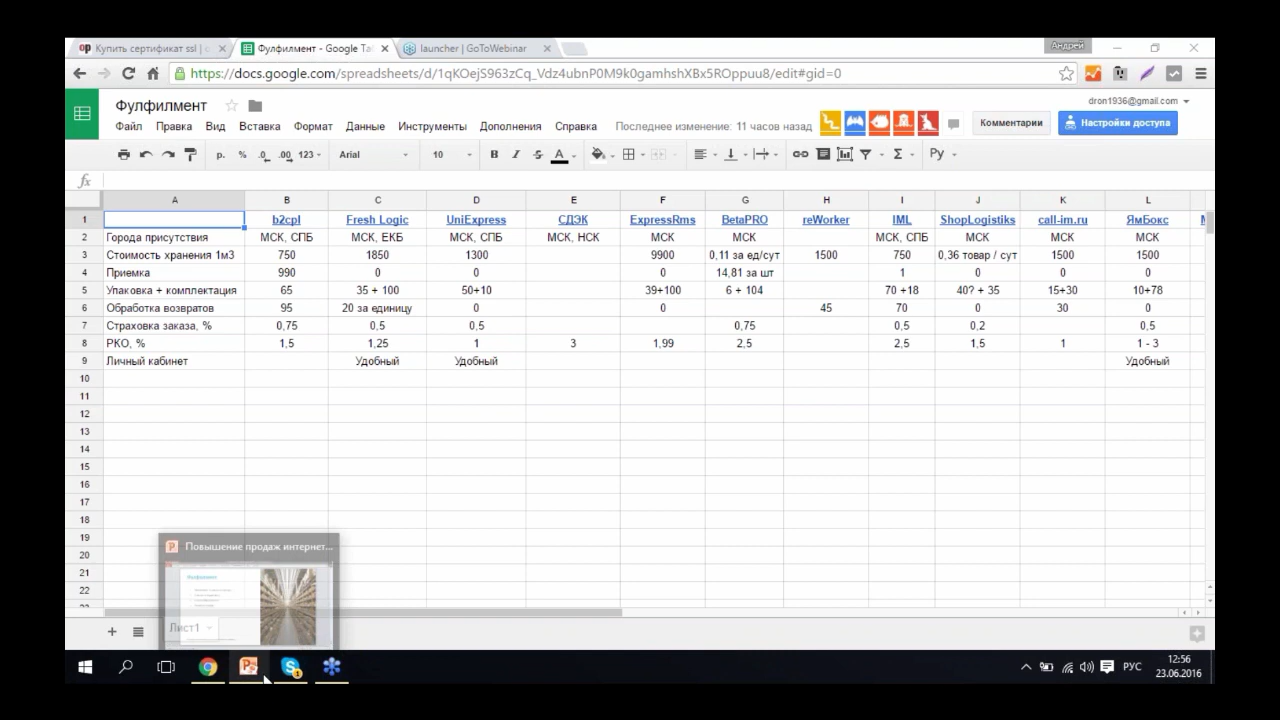 Купить сертификат ssl |
Фулфилмент - Google Таб
launcher | GoToWebinar
Андрей
https://docs.google.com/spreadsheets/d/1qKOejS963zCq_Vdz4ubnP0M9k0gamhshXBx5ROppuu8/edit#gid=0
Фулфилмент
dron1936@gmail.com
Файл Правка Вид Вставка Формат Данные Инструменты Дополнения Справка Последнее изменение: 11 часов назад Комментарии Настройки доступа
р. % .0 .00 123 Arial 10 B I S A Σ Ру
fx
A B C D E F G H I J K L
1 b2cpl Fresh Logic UniExpress СДЭК ExpressRms BetaPRO reWorker IML ShopLogistiks call-im.ru ЯмБокс
2 Города присутствия МСК, СПБ МСК, ЕКБ МСК, СПБ МСК, НСК МСК МСК МСК, СПБ МСК МСК МСК
3 Стоимость хранения 1м3 750 1850 1300 9900 0,11 за ед/сут 1500 750 0,36 товар / сут 1500 1500
4 Приемка 990 0 0 0 14,81 за шт 1 0 0 0
5 Упаковка + комплектация 65 35 + 100 50+10 39+100 6 + 104 70 +18 40? + 35 15+30 10+78
6 Обработка возвратов 95 20 за единицу 0 0 45 70 0 30 0
7 Страховка заказа, % 0,75 0,5 0,5 0,75 0,5 0,2 0,5
8 РКО, % 1,5 1,25 1 3 1,99 2,5 2,5 1,5 1 1 - 3
9 Личный кабинет Удобный Удобный Удобный
10
11
12
13
14
15
16
17
18
19
20
21
22
Повышение продаж интернет...
Фулфилмент
Лист1
РУС
12:56
23.06.2016